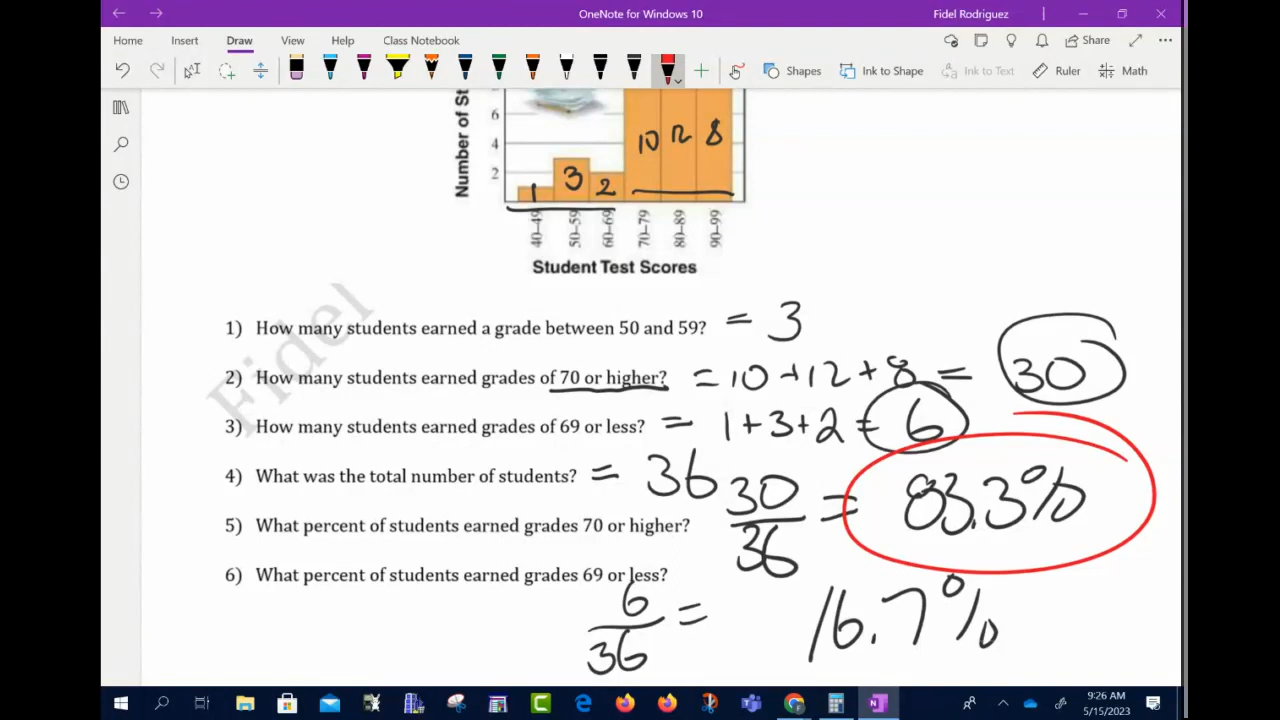 OneNote for Windows 10
Fidel Rodriguez
Home Insert Draw View Help Class Notebook Share
Shapes Ink to Shape Ink to Text Ruler Math
Number of St
6
4
2
10 12 8
1 3 2
40–49 50–59 60–69 70–79 80–89 90–99
Student Test Scores
Fidel
1) How many students earned a grade between 50 and 59? = 3
2) How many students earned grades of 70 or higher? = 10 + 12 + 8 = 30
3) How many students earned grades of 69 or less? = 1 + 3 + 2 = 6
4) What was the total number of students? = 36
5) What percent of students earned grades 70 or higher? 30/36 = 83.3%
6) What percent of students earned grades 69 or less?
6/36 = 16.7%
9:26 AM
5/15/2023